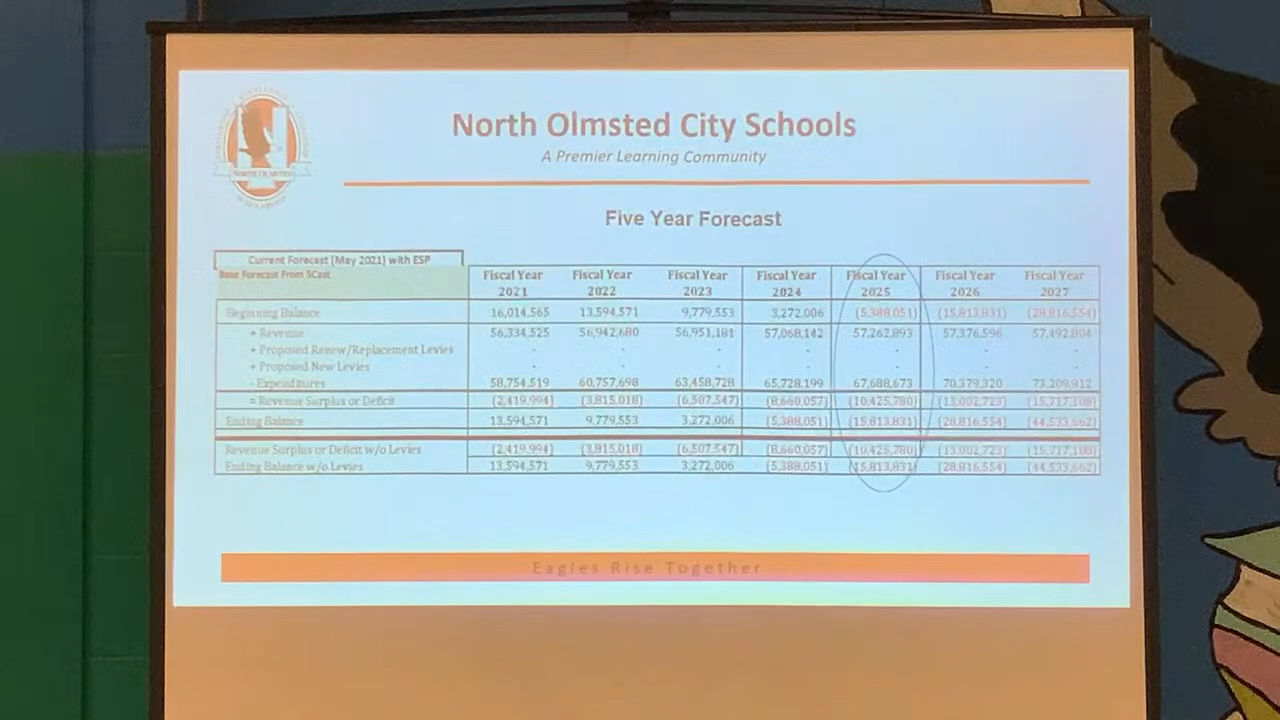 NORTH OLMSTED
North Olmsted City Schools
A Premier Learning Community
Five Year Forecast
Current Forecast (May 2021) with ESP
Base Forecast From 5Cast
Fiscal Year 2021 Fiscal Year 2022 Fiscal Year 2023 Fiscal Year 2024 Fiscal Year 2025 Fiscal Year 2026 Fiscal Year 2027
Beginning Balance 16,014,565 13,594,571 9,779,553 3,272,006 (5,388,051) (15,813,831) (28,816,554)
+ Revenue 56,334,525 56,942,680 56,951,181 57,068,142 57,262,893 57,376,596 57,492,804
+ Proposed Renew/Replacement Levies - - - - - - -
+ Proposed New Levies - - - - - - -
- Expenditures 58,754,519 60,757,698 63,458,728 65,728,199 67,688,673 70,379,320 73,209,912
= Revenue Surplus or Deficit (2,419,994) (3,815,018) (6,507,547) (8,660,057) (10,425,780) (13,002,723) (15,717,108)
Ending Balance 13,594,571 9,779,553 3,272,006 (5,388,051) (15,813,831) (28,816,554) (44,533,662)
Revenue Surplus or Deficit w/o Levies (2,419,994) (3,815,018) (6,507,547) (8,660,057) (10,425,780) (13,002,723) (15,717,108)
Ending Balance w/o Levies 13,594,571 9,779,553 3,272,006 (5,388,051) (15,813,831) (28,816,554) (44,533,662)
Eagles Rise Together